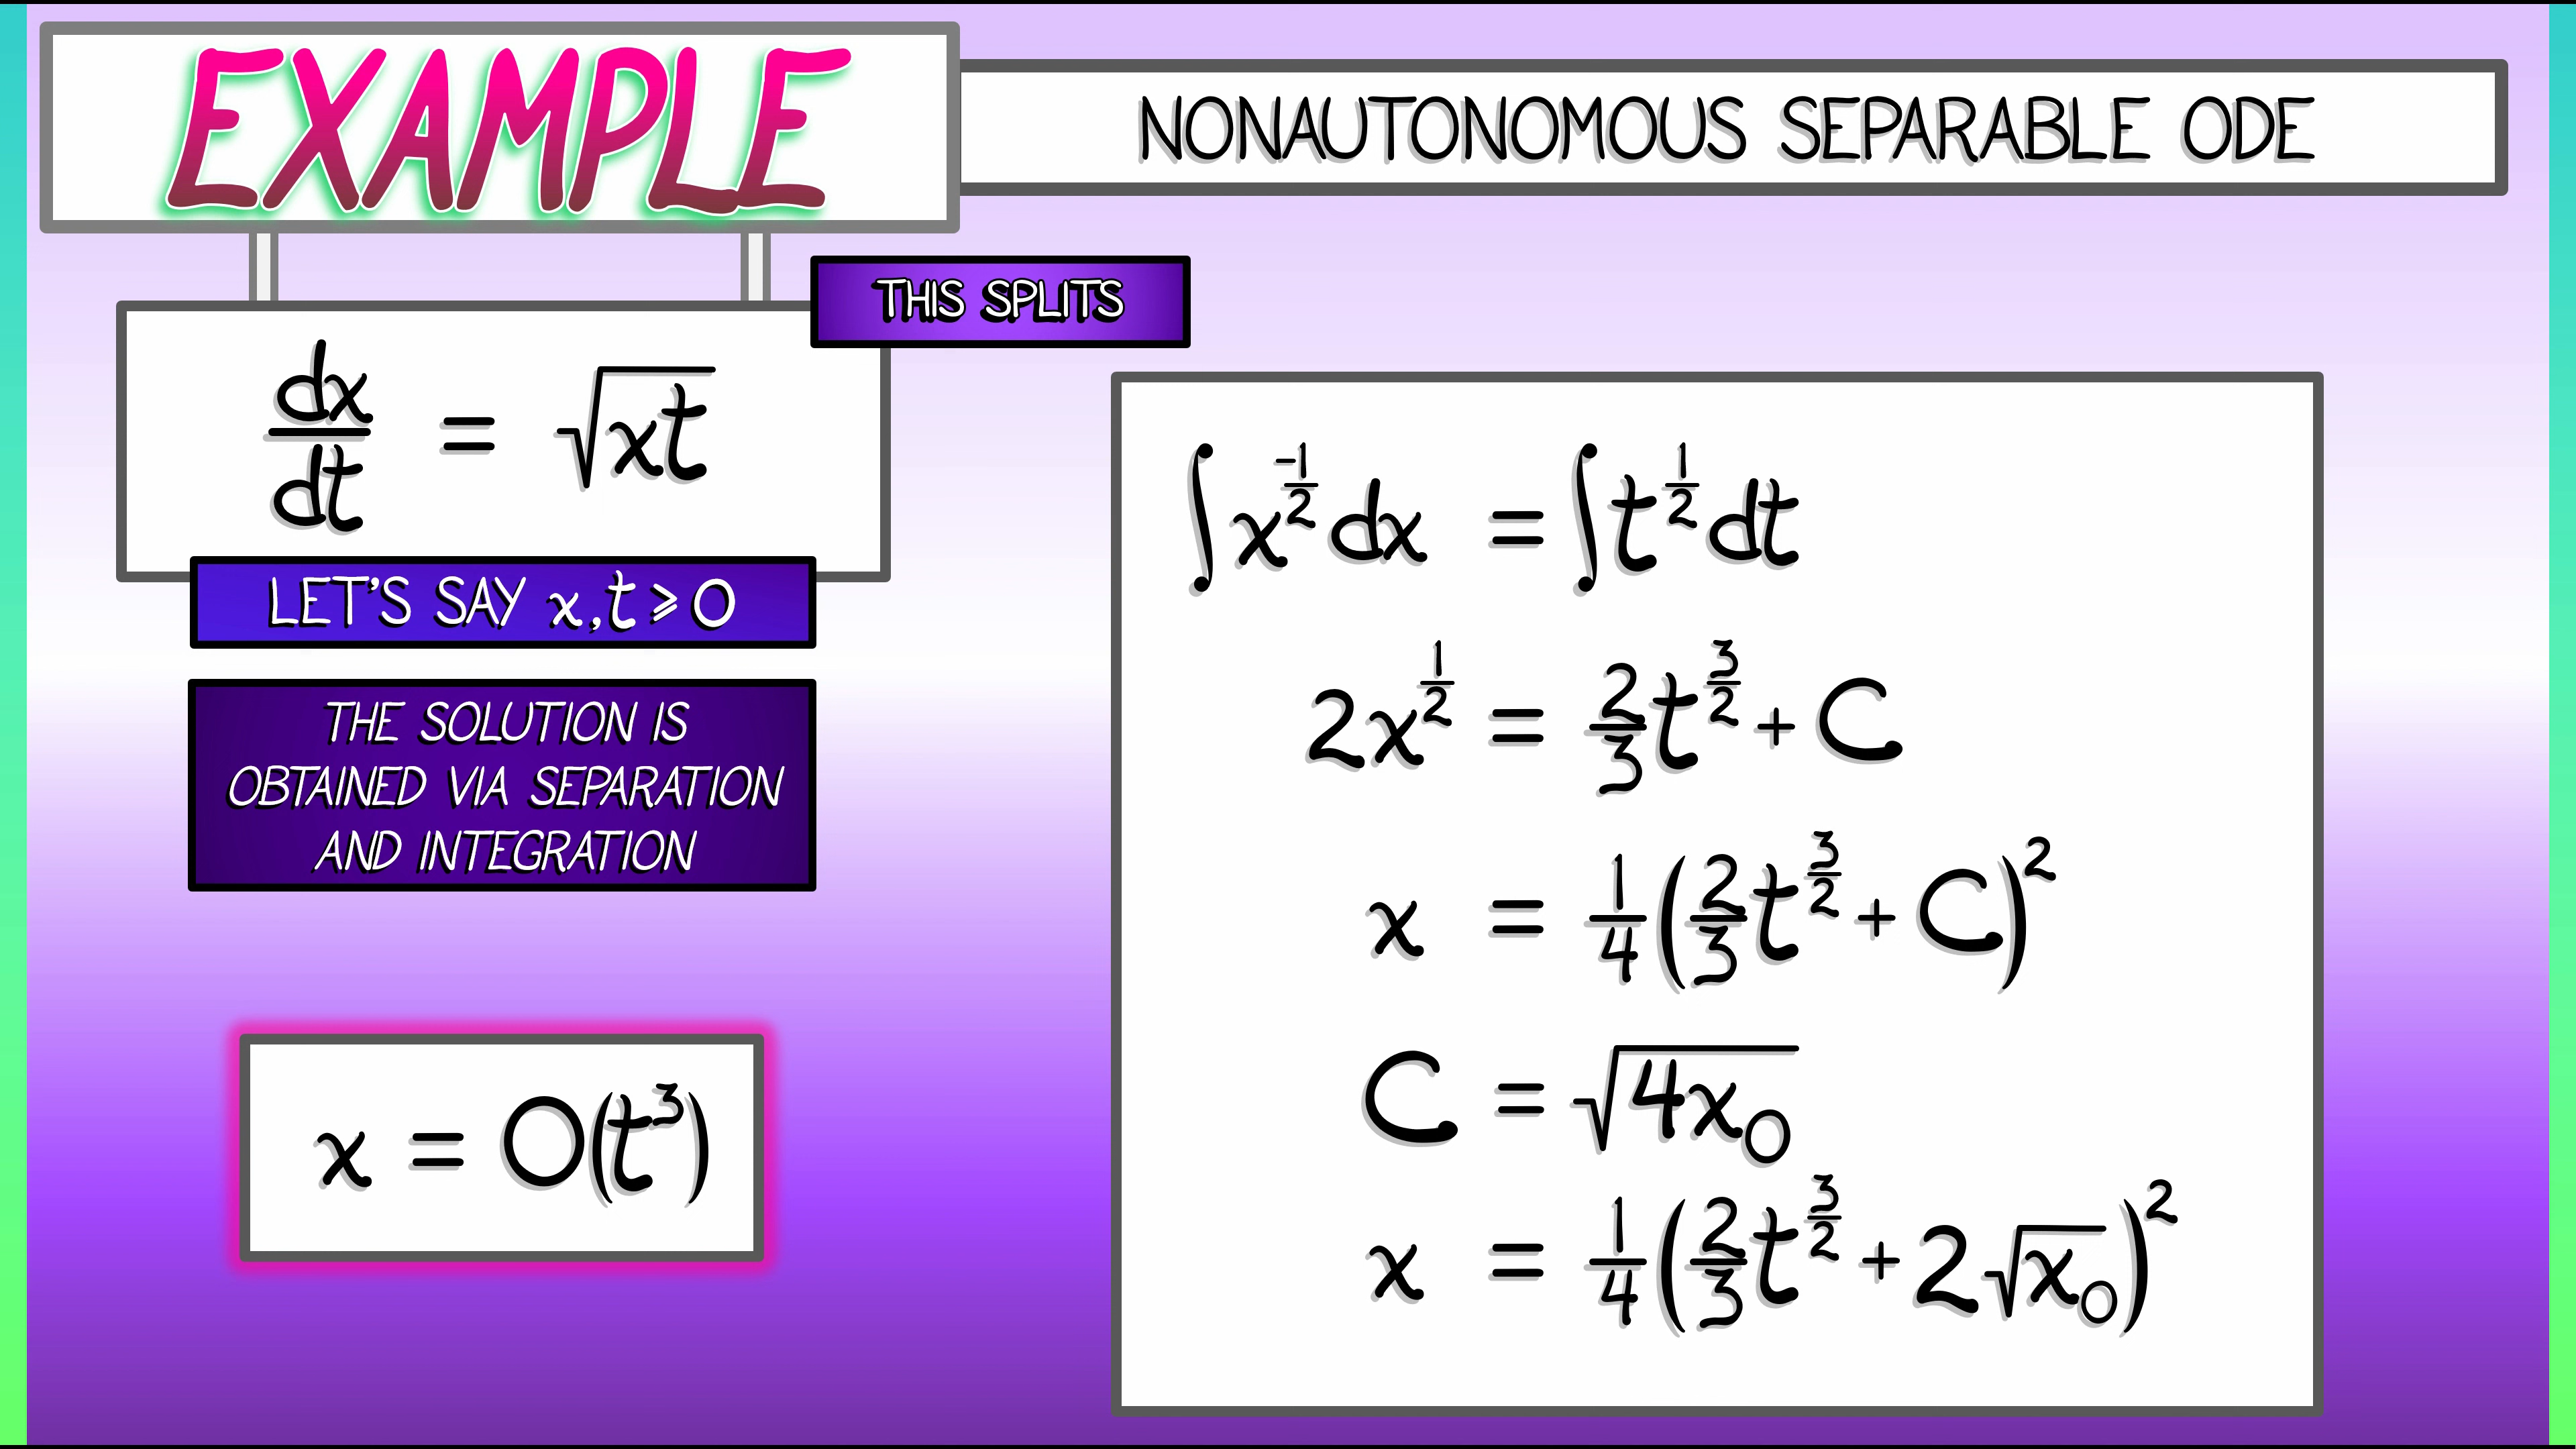 EXAMPLE
NONAUTONOMOUS SEPARABLE ODE
THIS SPLITS
dx/dt = √(xt)
LET'S SAY x, t ⩾ 0
THE SOLUTION IS
OBTAINED VIA SEPARATION
AND INTEGRATION
x = O(t³)
∫ x^(-1/2) dx = ∫ t^(1/2) dt
2x^(1/2) = 2/3 t^(3/2) + C
x = 1/4 (2/3 t^(3/2) + C)²
C = √(4x₀)
x = 1/4 (2/3 t^(3/2) + 2√x₀)²